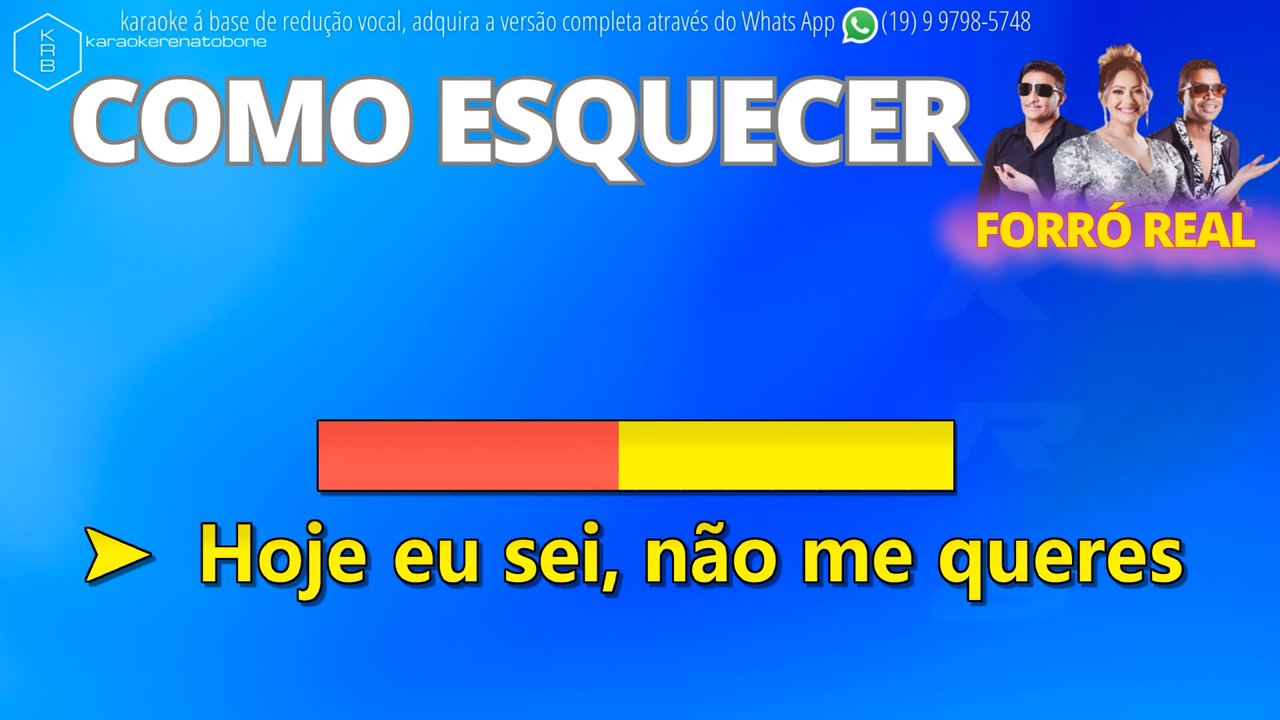 karaoke á base de redução vocal, adquira a versão completa através do Whats App (19) 9 9798-5748
KRB
karaokerenatobone
COMO ESQUECER
FORRÓ REAL
➤ Hoje eu sei, não me queres